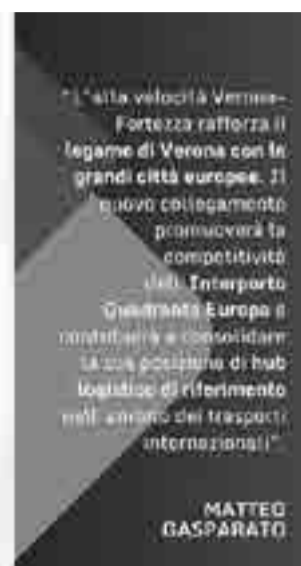 "L'alta velocità Verona-
Fortezza rafforza il
legame di Verona con le
grandi città europee. Il
nuovo collegamento
promuoverà la
competitività
dell'Interporto
Quadrante Europa e
contribuirà a consolidare
la sua posizione di hub
logistico di riferimento
nell'ambito dei trasporti
internazionali".
MATTEO
GASPARATO